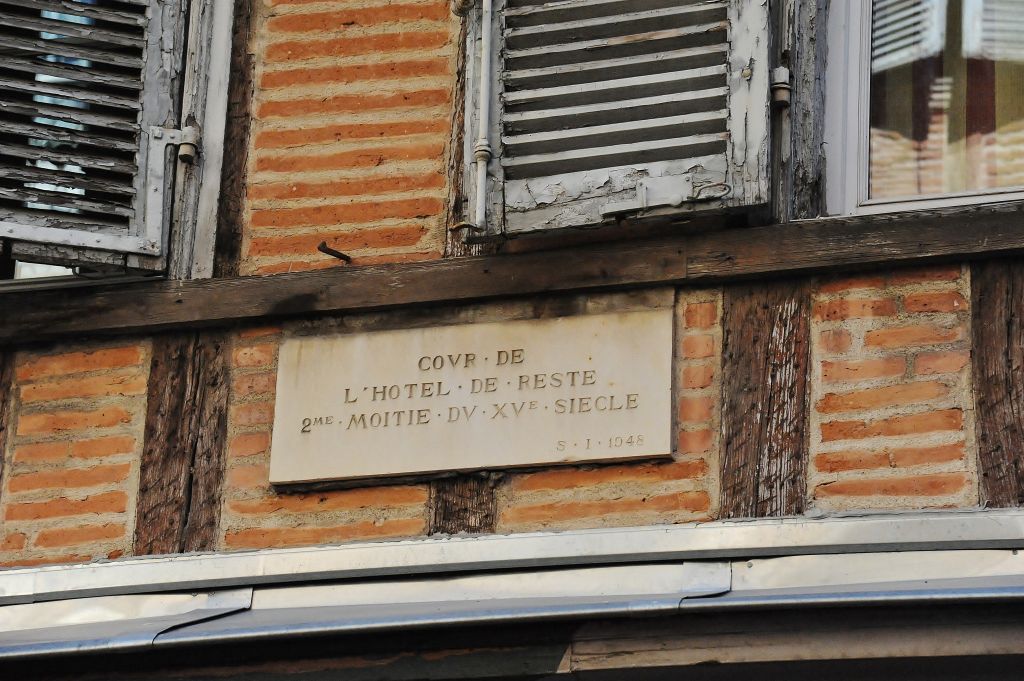 COVR · DE
L'HOTEL · DE · RESTE
2ME · MOITIE · DV · XVE · SIECLE
S · I · 1948